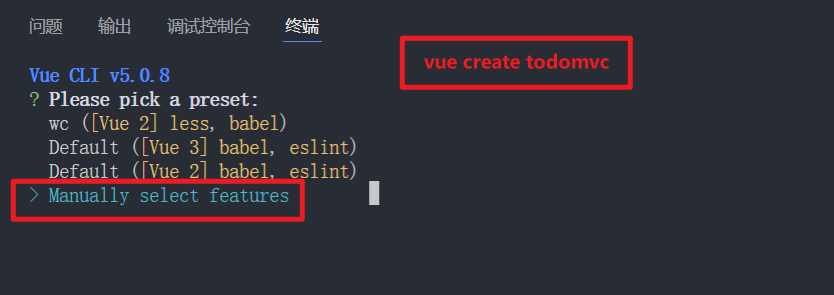 问题 输出 调试控制台 终端
vue create todomvc
Vue CLI v5.0.8
? Please pick a preset:
wc ([Vue 2] less, babel)
Default ([Vue 3] babel, eslint)
Default ([Vue 2] babel, eslint)
> Manually select features